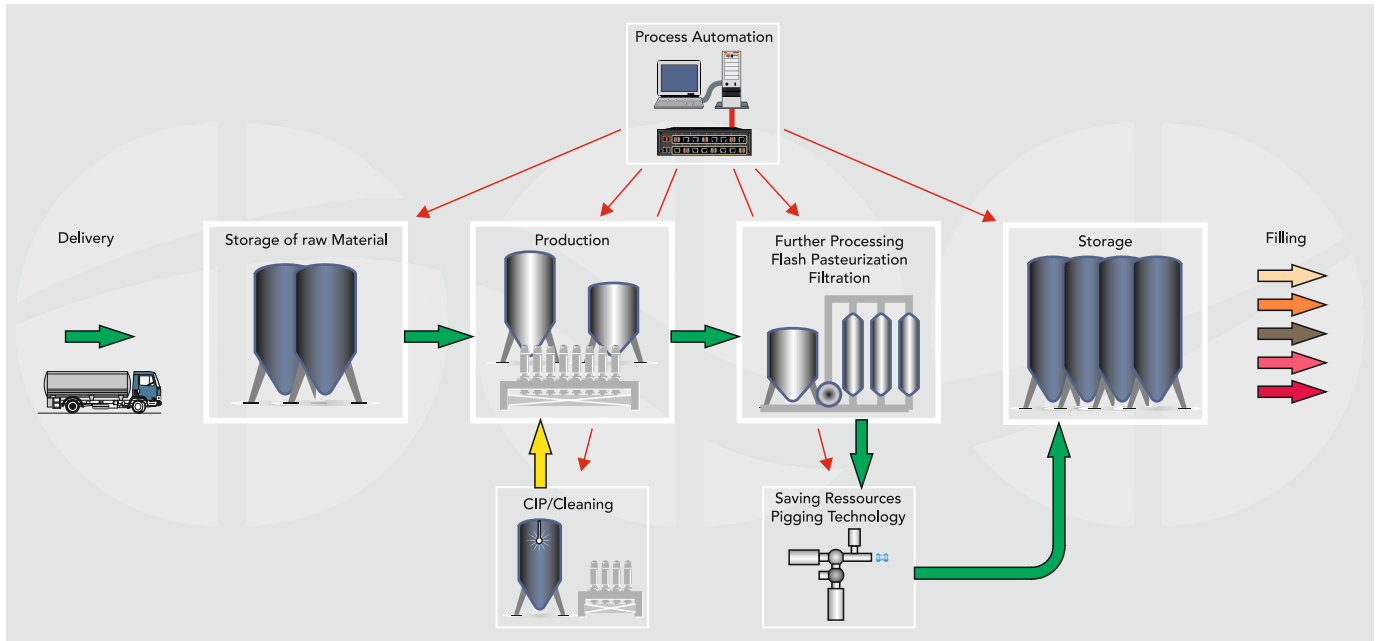 Process Automation
Delivery
Storage of raw Material
Production
Further Processing
Flash Pasteurization
Filtration
Storage
Filling
CIP/Cleaning
Saving Ressources
Pigging Technology